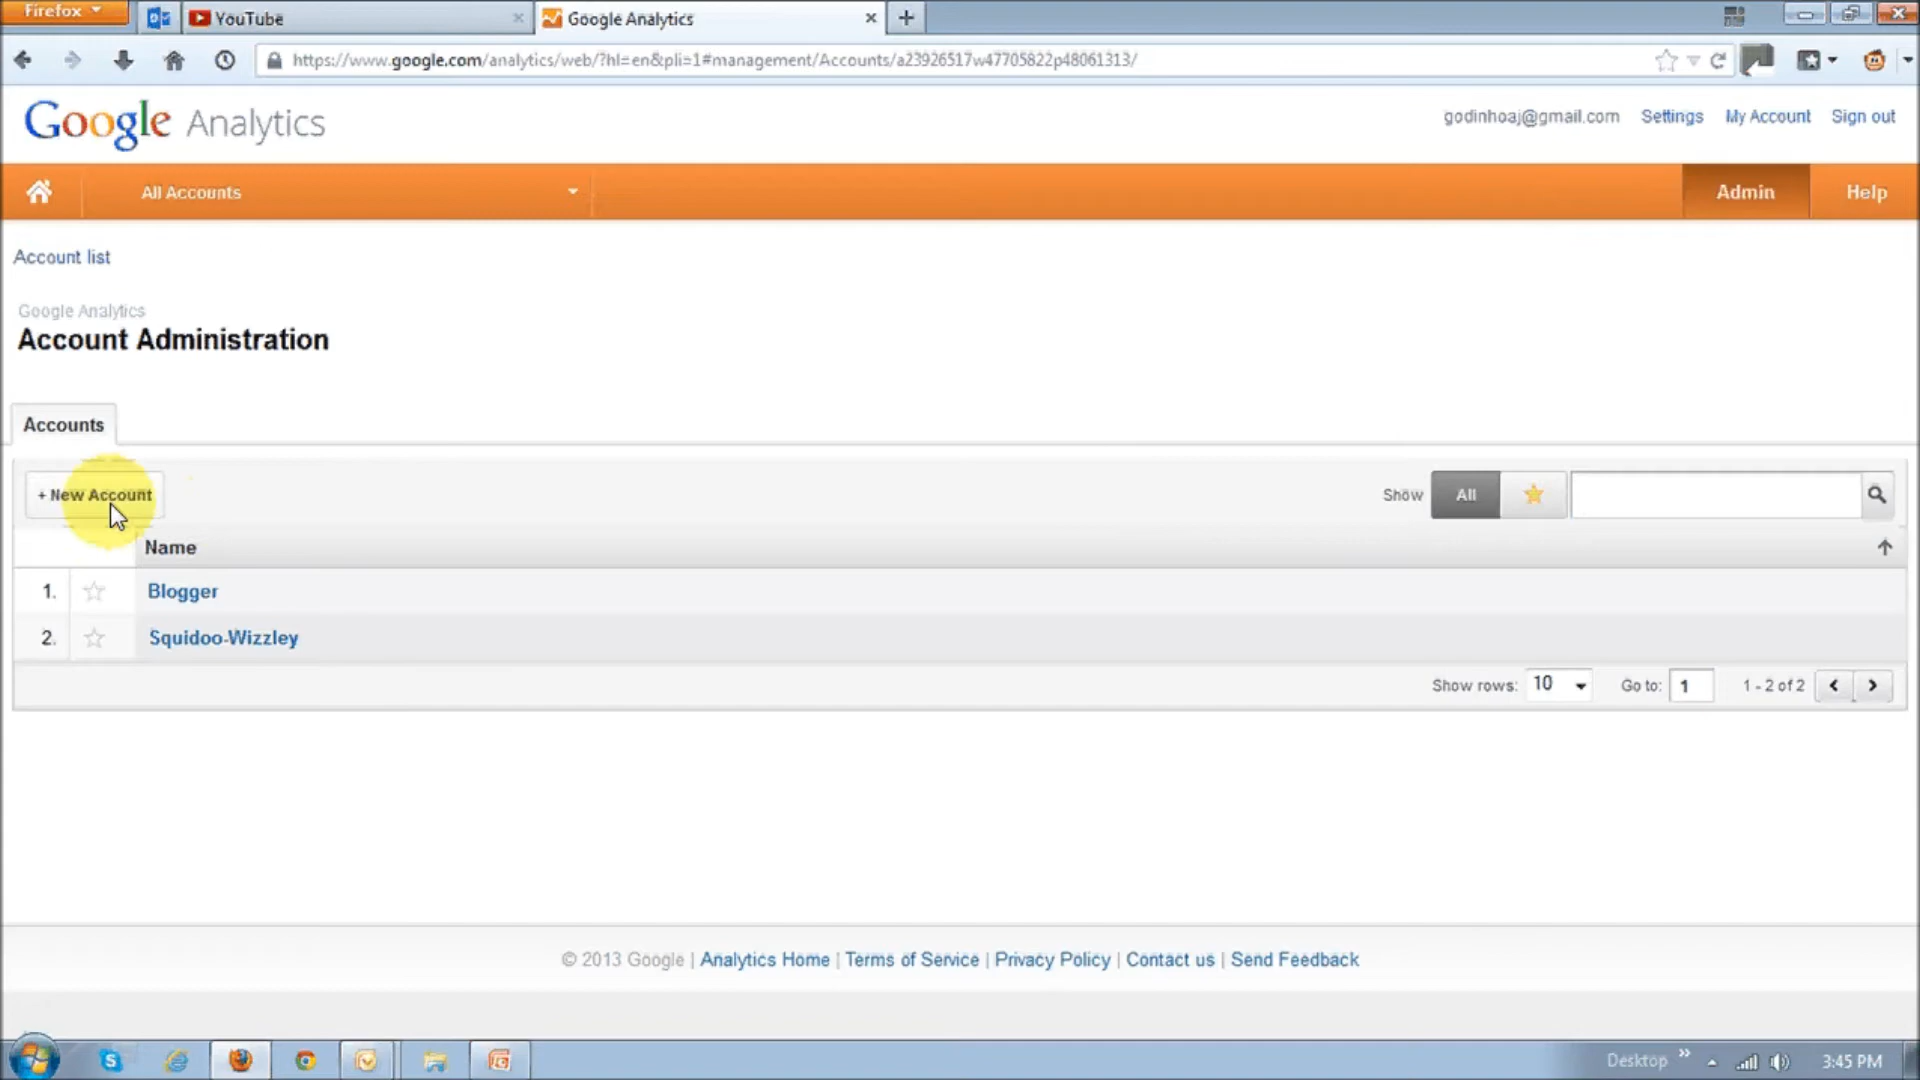 Firefox
YouTube
Google Analytics
https://www.google.com/analytics/web/?hl=en&pli=1#management/Accounts/a23926517w47705822p48061313/
Google Analytics
godinhoaj@gmail.com Settings My Account Sign out
All Accounts
Admin
Help
Account list
Google Analytics
Account Administration
Accounts
+ New Account
Show All
Name
1. Blogger
2. Squidoo-Wizzley
Show rows: 10 Go to: 1 1 - 2 of 2
© 2013 Google | Analytics Home | Terms of Service | Privacy Policy | Contact us | Send Feedback
Desktop
3:45 PM